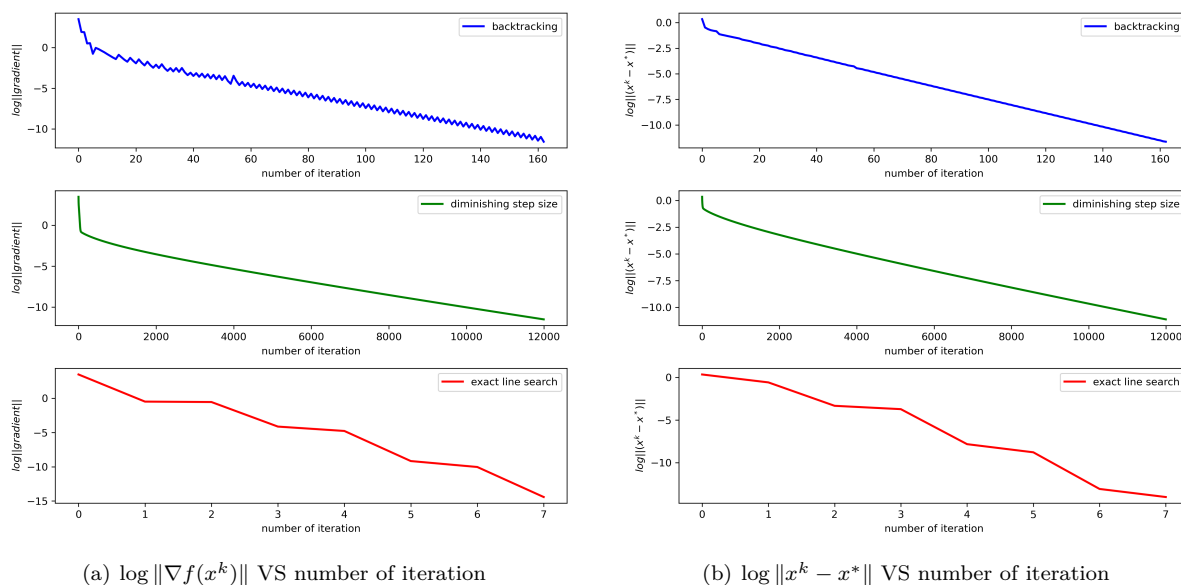 backtracking
0
−5
−10
log||gradient||
0 20 40 60 80 100 120 140 160
number of iteration
diminishing step size
0
−5
−10
log||gradient||
0 2000 4000 6000 8000 10000 12000
number of iteration
exact line search
0
−5
−10
−15
log||gradient||
0 1 2 3 4 5 6 7
number of iteration
(a) log ‖∇f(x^k)‖ VS number of iteration
backtracking
0.0
−2.5
−5.0
−7.5
−10.0
log||(x^k − x^*)||
0 20 40 60 80 100 120 140 160
number of iteration
diminishing step size
0.0
−2.5
−5.0
−7.5
−10.0
log||(x^k − x^*)||
0 2000 4000 6000 8000 10000 12000
number of iteration
exact line search
0
−5
−10
log||(x^k − x^*)||
0 1 2 3 4 5 6 7
number of iteration
(b) log ‖x^k − x^*‖ VS number of iteration